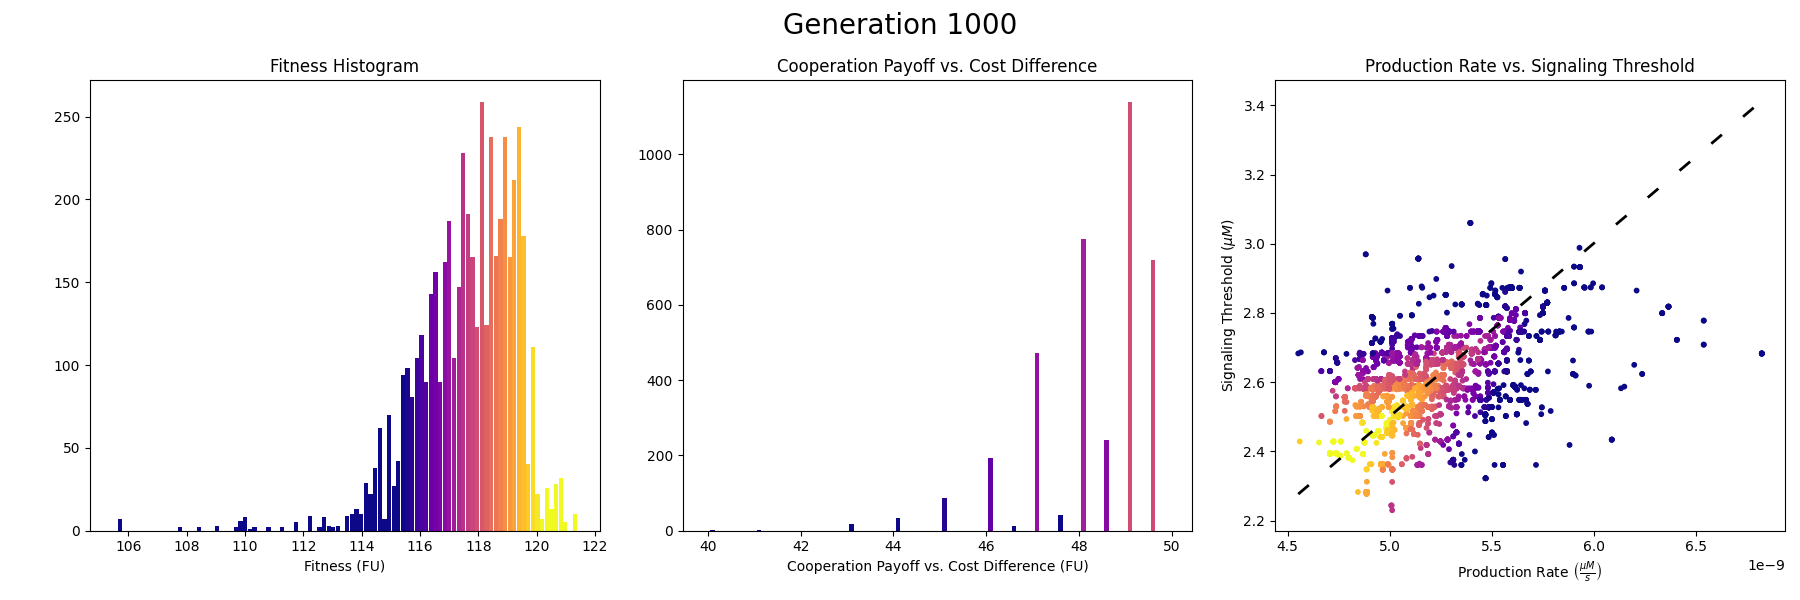 Generation 1000
Fitness Histogram
250
200
150
100
50
0
106 108 110 112 114 116 118 120 122
Fitness (FU)
Cooperation Payoff vs. Cost Difference
1000
800
600
400
200
0
40 42 44 46 48 50
Cooperation Payoff vs. Cost Difference (FU)
Production Rate vs. Signaling Threshold
Signaling Threshold (μM)
3.4
3.2
3.0
2.8
2.6
2.4
2.2
4.5 5.0 5.5 6.0 6.5
1e−9
Production Rate (μM/s)